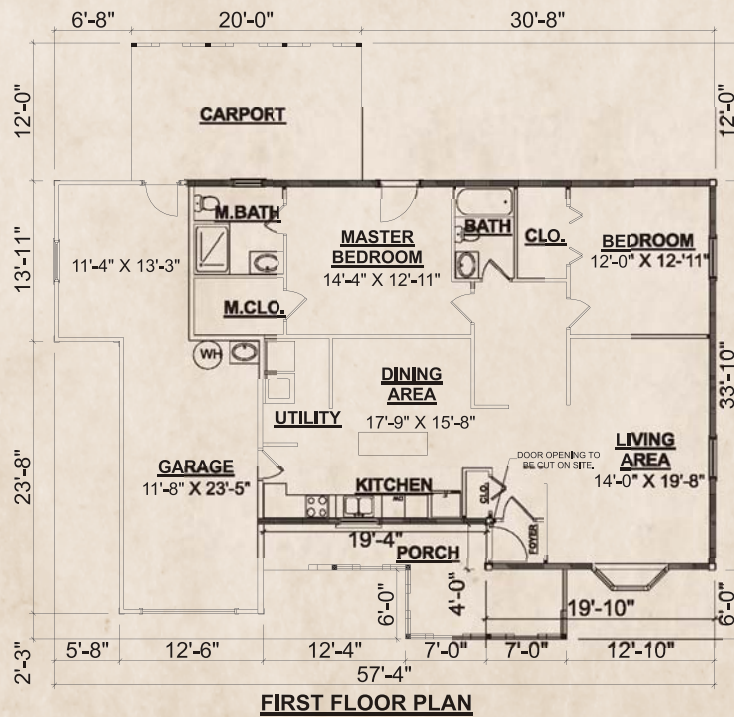 6'-8" 20'-0" 30'-8"
12'-0"
12'-0"
CARPORT
13'-11"
11'-4" X 13'-3"
M.BATH
MASTER
BEDROOM
14'-4" X 12'-11"
BATH
CLO.
BEDROOM
12'-0" X 12-'11"
M.CLO.
33'-10"
WH
DINING
AREA
17'-9" X 15'-8"
UTILITY
23'-8"
GARAGE
11'-8" X 23'-5"
KITCHEN
DOOR OPENING TO
BE CUT ON SITE.
LIVING
AREA
14'-0" X 19'-8"
CLO.
FOYER
19'-4"
PORCH
6'-0"
4'-0"
19'-10"
6'-0"
2'-3"
5'-8" 12'-6" 12'-4" 7'-0" 7'-0" 12'-10"
57'-4"
FIRST FLOOR PLAN